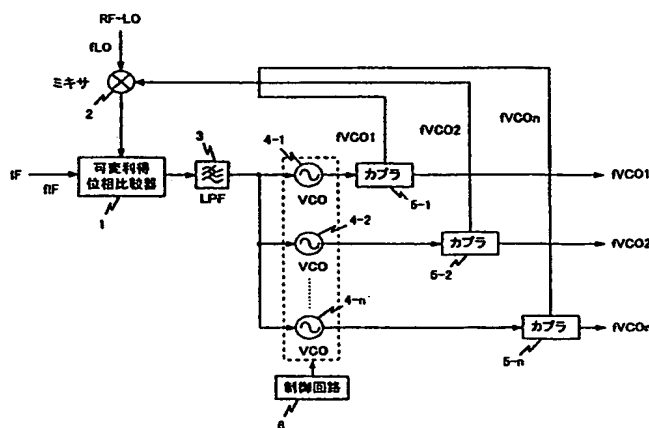 RF-LO
fLO
ミキサ
2
fVCO1
fVCO2
fVCOn
3
4-1
IF
fIF
可変利得
位相比較器
1
LPF
VCO
カプラ
5-1
fVCO1
4-2
VCO
カプラ
5-2
fVCO2
4-n
VCO
カプラ
5-n
fVCOn
制御回路
6